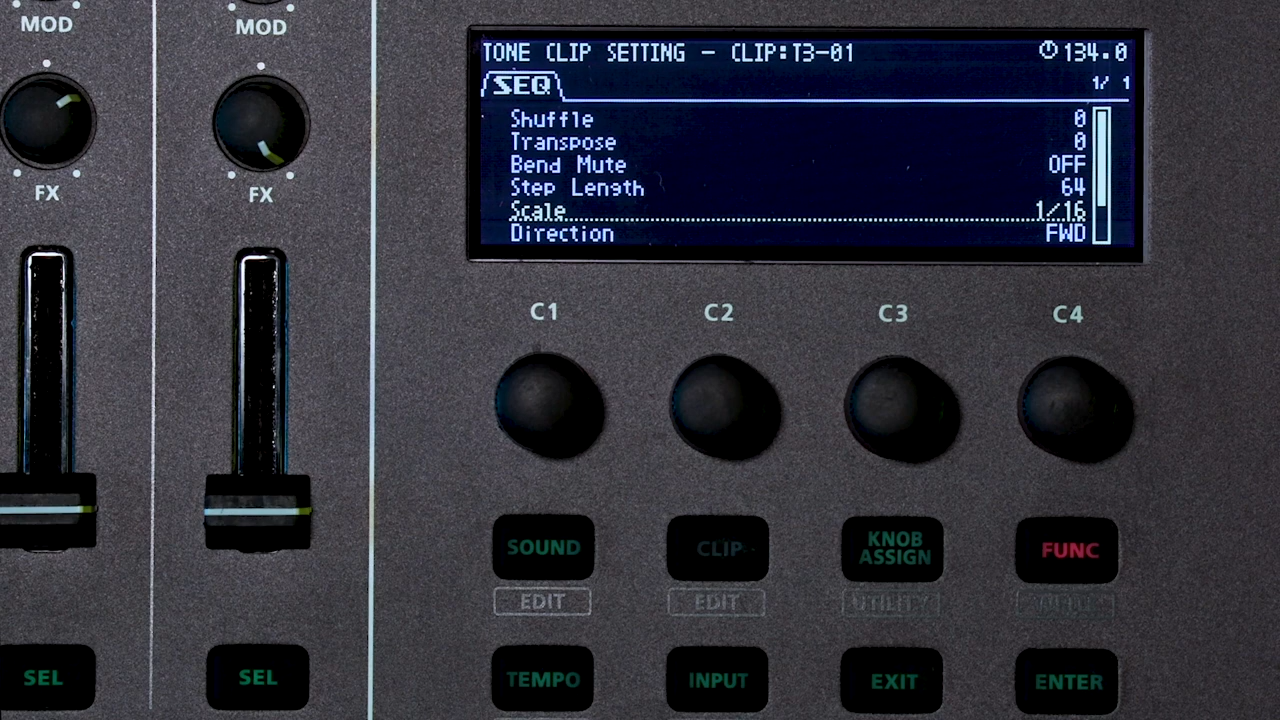 MOD
MOD
FX
FX
TONE CLIP SETTING - CLIP:T3-01 134.0
SEQ 1/ 1
Shuffle 0
Transpose 0
Bend Mute OFF
Step Length 64
Scale 1/16
Direction FWD
C1 C2 C3 C4
SOUND CLIP KNOB ASSIGN FUNC
EDIT EDIT UTILITY
SEL SEL TEMPO INPUT EXIT ENTER